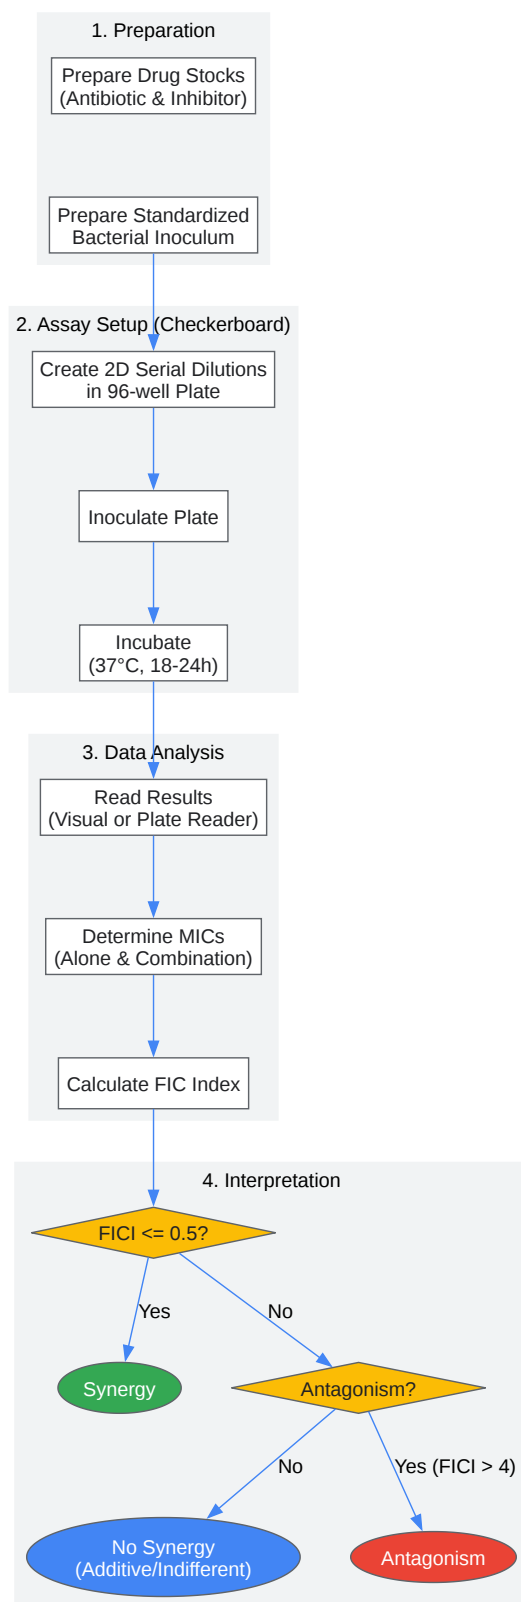 1. Preparation
Prepare Drug Stocks
(Antibiotic & Inhibitor)
Prepare Standardized
Bacterial Inoculum
2. Assay Setup (Checkerboard)
Create 2D Serial Dilutions
in 96-well Plate
Inoculate Plate
Incubate
(37°C, 18-24h)
3. Data Analysis
Read Results
(Visual or Plate Reader)
Determine MICs
(Alone & Combination)
Calculate FIC Index
4. Interpretation
FICI <= 0.5?
Yes
No
Synergy
Antagonism?
No
Yes (FICI > 4)
No Synergy
(Additive/Indifferent)
Antagonism